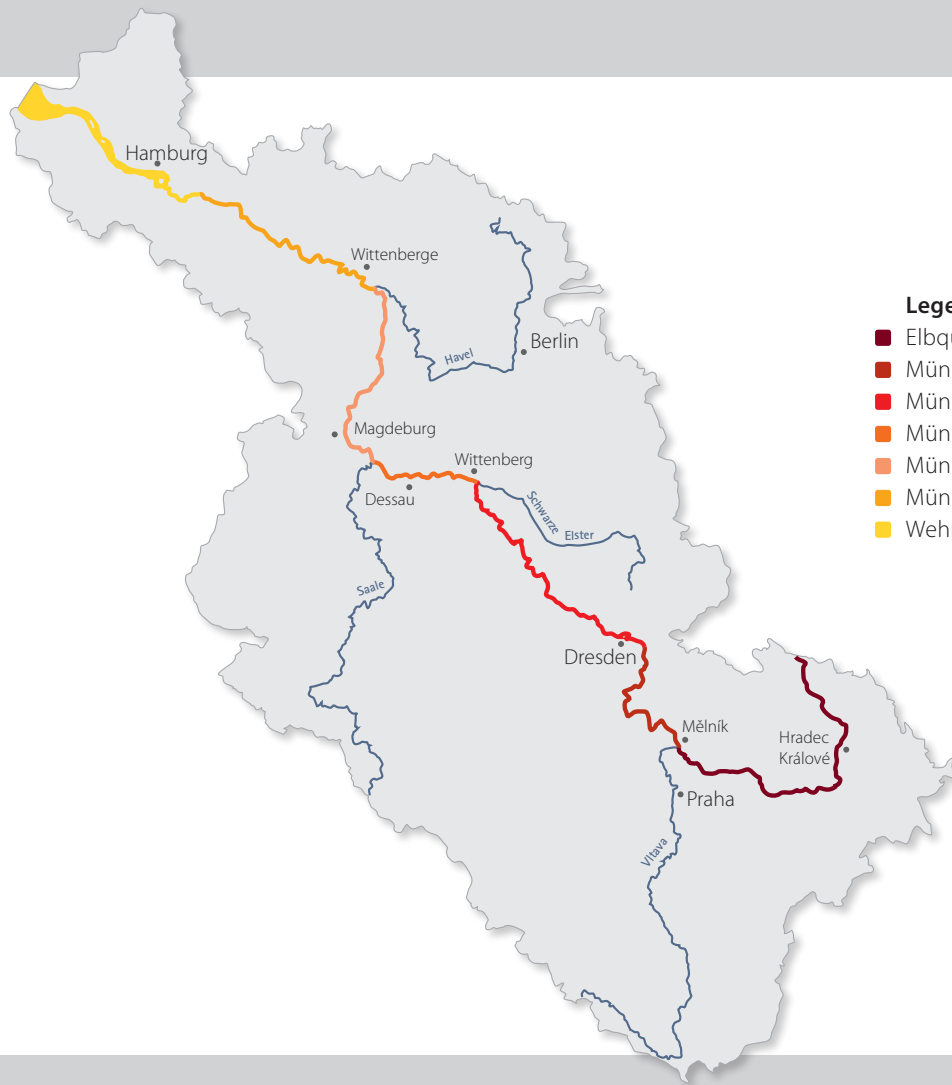 Hamburg
Wittenberge
Berlin
Havel
Magdeburg
Wittenberg
Dessau
Schwarze
Elster
Saale
Dresden
Mělník
Hradec
Králové
Praha
Vltava
Lege
Elbqu
Mün
Mün
Mün
Mün
Mün
Weh